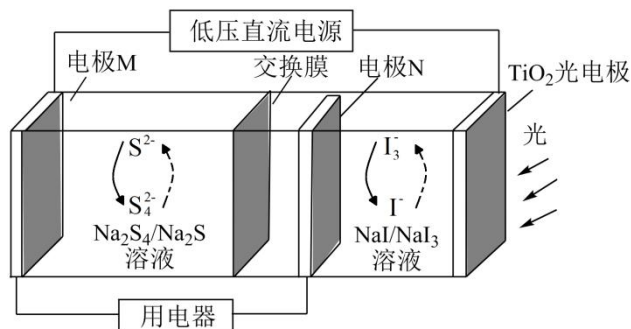 低压直流电源
电极M
交换膜
电极N
TiO₂光电极
光
S²⁻
S₄²⁻
Na₂S₄/Na₂S
溶液
I₃⁻
I⁻
NaI/NaI₃
溶液
用电器